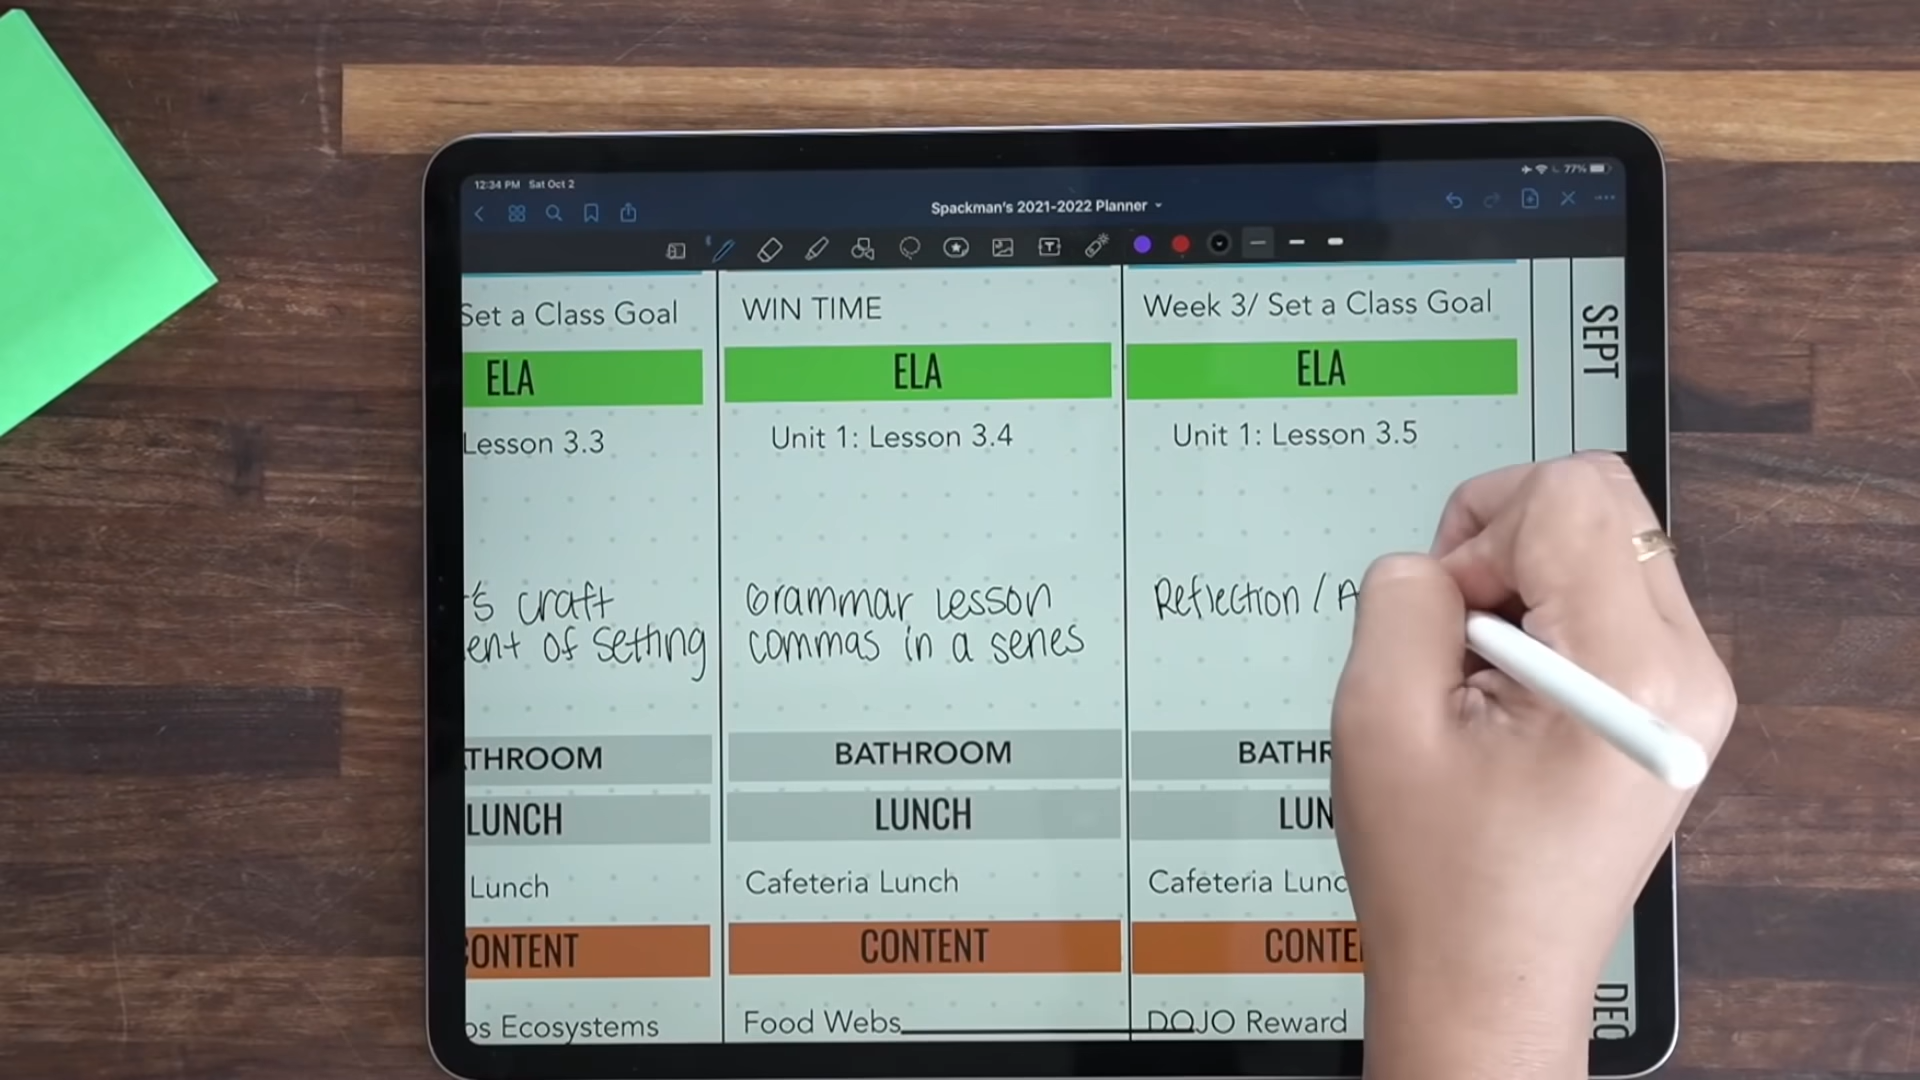 12:34 PM Sat Oct 2
77%
Spackman's 2021-2022 Planner
Set a Class Goal
ELA
Lesson 3.3
's craft
ent of Setting
THROOM
LUNCH
Lunch
CONTENT
os Ecosystems
WIN TIME
ELA
Unit 1: Lesson 3.4
Grammar Lesson
commas in a series
BATHROOM
LUNCH
Cafeteria Lunch
CONTENT
Food Webs
Week 3/ Set a Class Goal
ELA
Unit 1: Lesson 3.5
Reflection / A
BATHR
LUN
Cafeteria Lunc
CONTE
DOJO Reward
SEPT
DEC